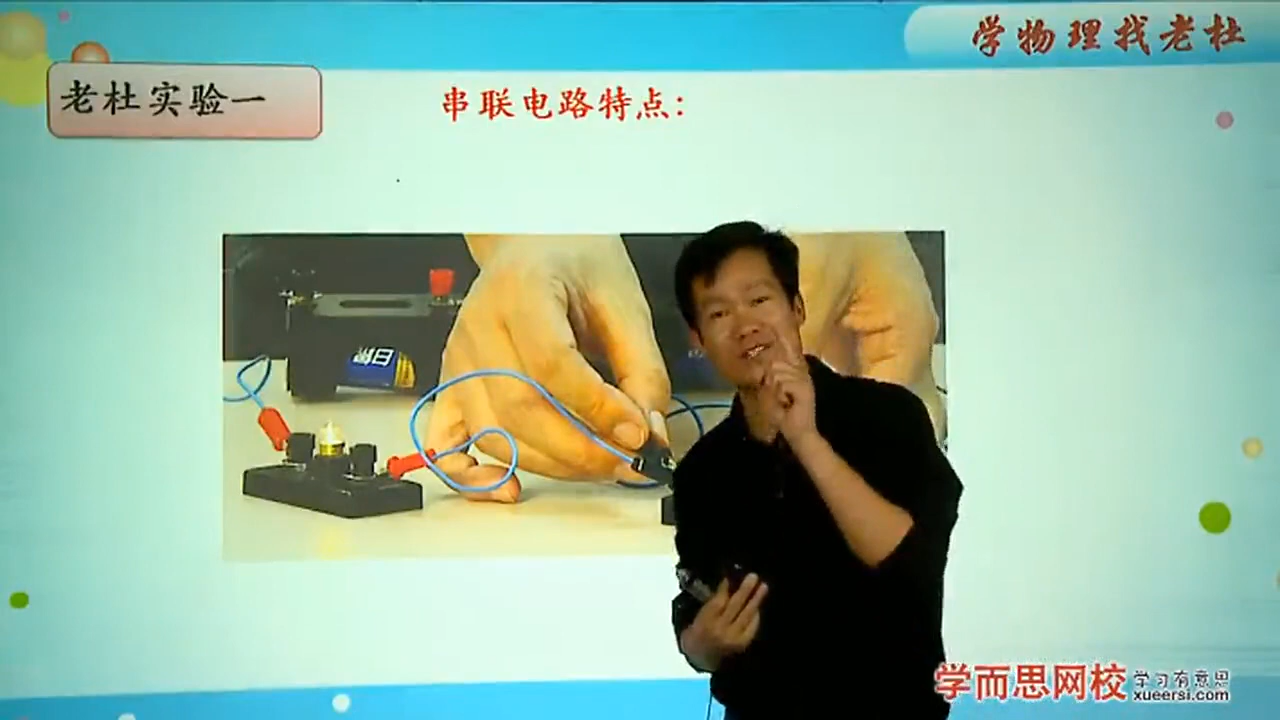 学物理找老杜
老杜实验一
串联电路特点：
学而思网校
学习有意思
xueersi.com